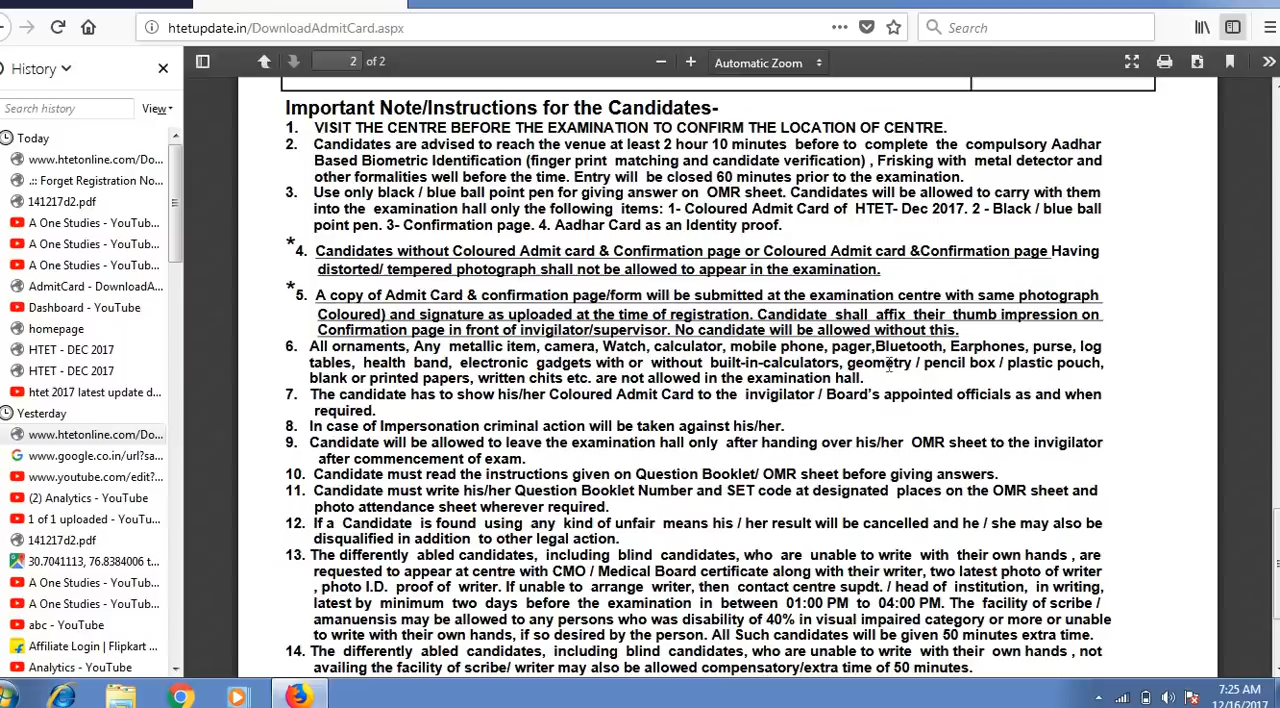 htetupdate.in/DownloadAdmitCard.aspx
Search
History
2 of 2
Automatic Zoom
Search history
View
Today
www.htetonline.com/Do...
.:: Forget Registration No...
141217d2.pdf
A One Studies - YouTub...
A One Studies - YouTub...
A One Studies - YouTub...
AdmitCard - DownloadA...
Dashboard - YouTube
homepage
HTET - DEC 2017
HTET - DEC 2017
htet 2017 latest update d...
Yesterday
www.htetonline.com/Do...
www.google.co.in/url?sa...
www.youtube.com/edit?...
(2) Analytics - YouTube
1 of 1 uploaded - YouTu...
141217d2.pdf
30.7041113, 76.8384006 t...
A One Studies - YouTub...
A One Studies - YouTub...
abc - YouTube
Affiliate Login | Flipkart ...
Analytics - YouTube
Important Note/Instructions for the Candidates-
1. VISIT THE CENTRE BEFORE THE EXAMINATION TO CONFIRM THE LOCATION OF CENTRE.
2. Candidates are advised to reach the venue at least 2 hour 10 minutes before to complete the compulsory Aadhar
Based Biometric Identification (finger print matching and candidate verification) , Frisking with metal detector and
other formalities well before the time. Entry will be closed 60 minutes prior to the examination.
3. Use only black / blue ball point pen for giving answer on OMR sheet. Candidates will be allowed to carry with them
into the examination hall only the following items: 1- Coloured Admit Card of HTET- Dec 2017. 2 - Black / blue ball
point pen. 3- Confirmation page. 4. Aadhar Card as an Identity proof.
*4. Candidates without Coloured Admit card & Confirmation page or Coloured Admit card &Confirmation page Having
distorted/ tempered photograph shall not be allowed to appear in the examination.
*5. A copy of Admit Card & confirmation page/form will be submitted at the examination centre with same photograph
Coloured) and signature as uploaded at the time of registration. Candidate shall affix their thumb impression on
Confirmation page in front of invigilator/supervisor. No candidate will be allowed without this.
6. All ornaments, Any metallic item, camera, Watch, calculator, mobile phone, pager,Bluetooth, Earphones, purse, log
tables, health band, electronic gadgets with or without built-in-calculators, geometry / pencil box / plastic pouch,
blank or printed papers, written chits etc. are not allowed in the examination hall.
7. The candidate has to show his/her Coloured Admit Card to the invigilator / Board's appointed officials as and when
required.
8. In case of Impersonation criminal action will be taken against his/her.
9. Candidate will be allowed to leave the examination hall only after handing over his/her OMR sheet to the invigilator
after commencement of exam.
10. Candidate must read the instructions given on Question Booklet/ OMR sheet before giving answers.
11. Candidate must write his/her Question Booklet Number and SET code at designated places on the OMR sheet and
photo attendance sheet wherever required.
12. If a Candidate is found using any kind of unfair means his / her result will be cancelled and he / she may also be
disqualified in addition to other legal action.
13. The differently abled candidates, including blind candidates, who are unable to write with their own hands , are
requested to appear at centre with CMO / Medical Board certificate along with their writer, two latest photo of writer
, photo I.D. proof of writer. If unable to arrange writer, then contact centre supdt. / head of institution, in writing,
latest by minimum two days before the examination in between 01:00 PM to 04:00 PM. The facility of scribe /
amanuensis may be allowed to any persons who was disability of 40% in visual impaired category or more or unable
to write with their own hands, if so desired by the person. All Such candidates will be given 50 minutes extra time.
14. The differently abled candidates, including blind candidates, who are unable to write with their own hands , not
availing the facility of scribe/ writer may also be allowed compensatory/extra time of 50 minutes.
7:25 AM
12/16/2017